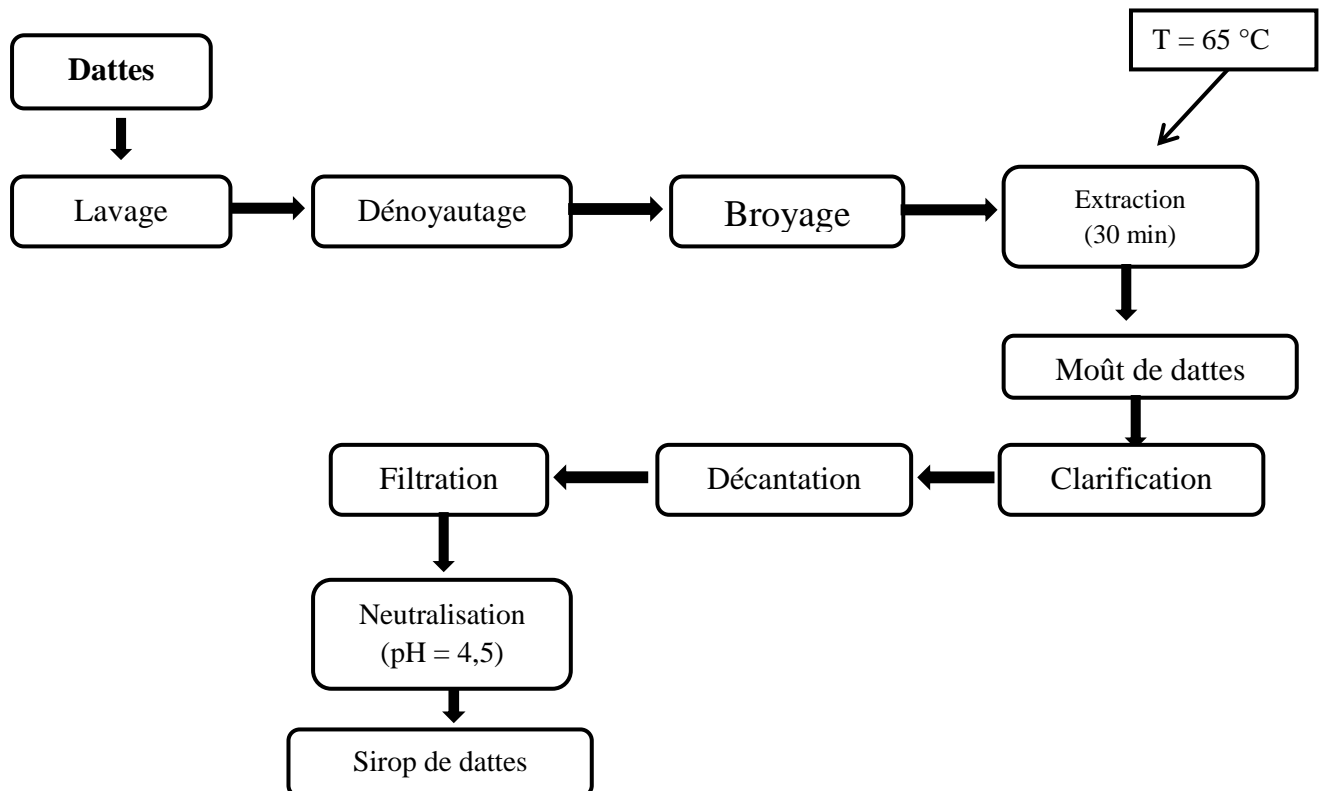 T = 65 °C
Dattes
Lavage
Dénoyautage
Broyage
Extraction
(30 min)
Moût de dattes
Clarification
Décantation
Filtration
Neutralisation
(pH = 4,5)
Sirop de dattes